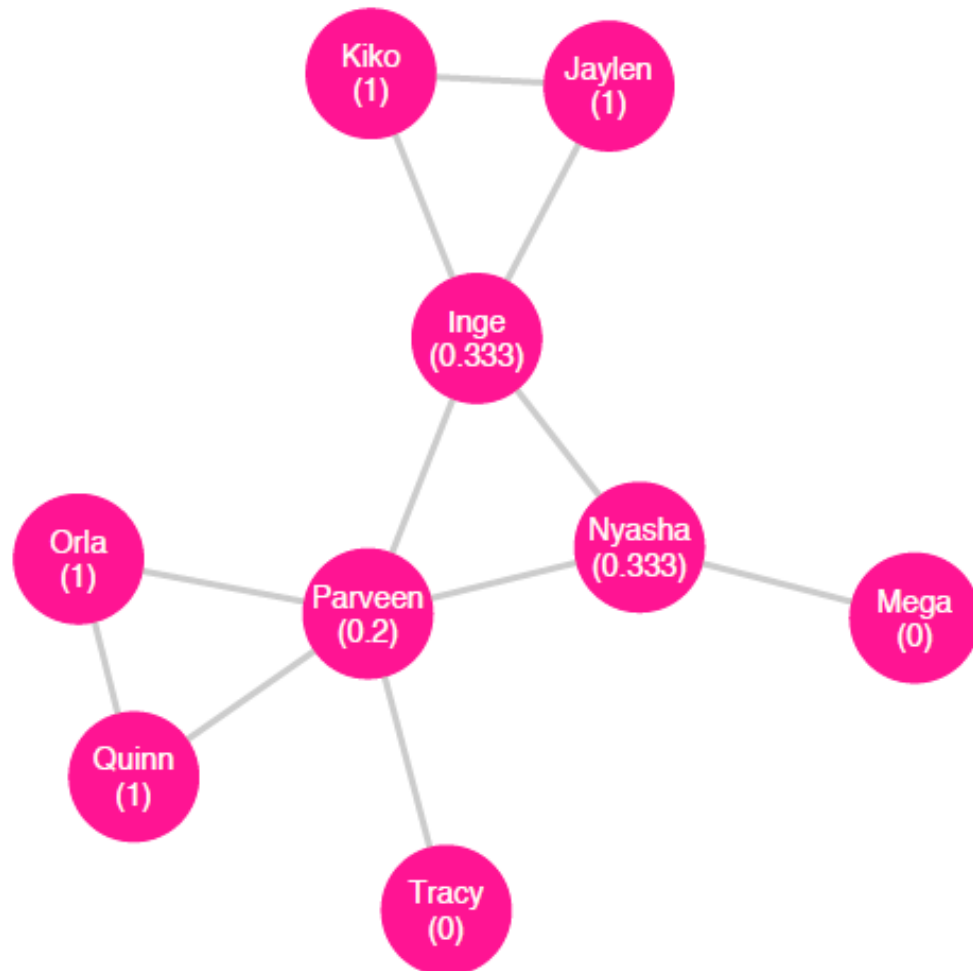 Kiko
(1)
Jaylen
(1)
Inge
(0.333)
Nyasha
(0.333)
Orla
(1)
Parveen
(0.2)
Mega
(0)
Quinn
(1)
Tracy
(0)